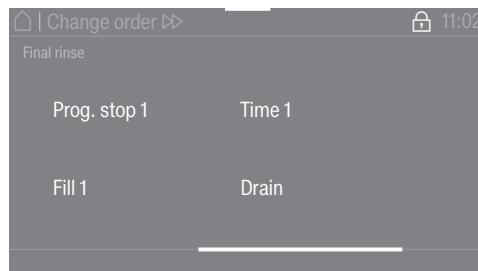 | Change order 11:02
Final rinse
Prog. stop 1 Time 1
Fill 1 Drain